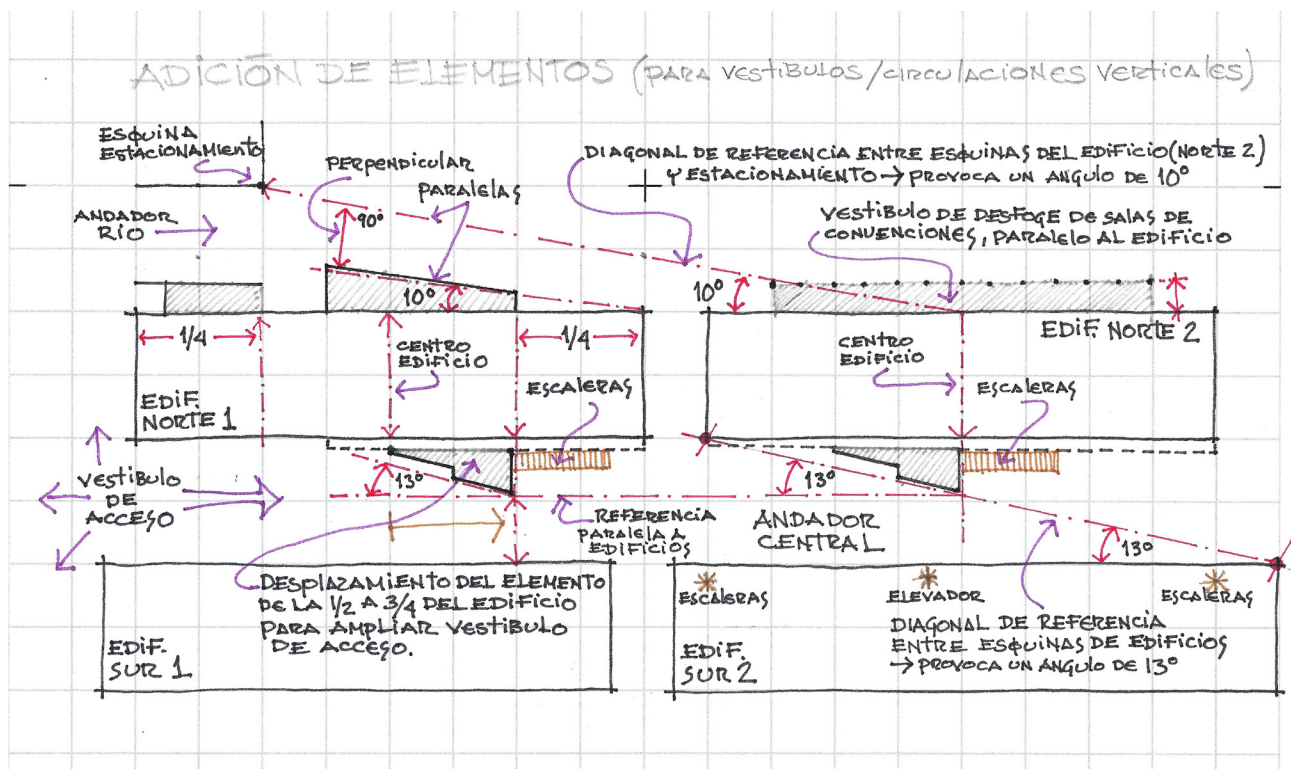 ADICIÓN DE ELEMENTOS (PARA VESTIBULOS/CIRCULACIONES VERTICALES)
ESQUINA
ESTACIONAMIENTO
PERPENDICULAR
PARALELAS
DIAGONAL DE REFERENCIA ENTRE ESQUINAS DEL EDIFICIO (NORTE 2)
Y ESTACIONAMIENTO → PROVOCA UN ANGULO DE 10°
ANDADOR
RÍO
90°
VESTIBULO DE DESFOGE DE SALAS DE
CONVENCIONES, PARALELO AL EDIFICIO
10°
10°
1/4
1/4
CENTRO
EDIFICIO
ESCALERAS
EDIF.
NORTE 1
CENTRO
EDIFICIO
EDIF. NORTE 2
ESCALERAS
VESTIBULO
DE
ACCESO
13°
13°
REFERENCIA
PARALELA A
EDIFICIOS
ANDADOR
CENTRAL
13°
DESPLAZAMIENTO DEL ELEMENTO
DE LA 1/2 A 3/4 DEL EDIFICIO
PARA AMPLIAR VESTIBULO
DE ACCESO.
EDIF.
SUR 1
ESCALERAS
ELEVADOR
ESCALERAS
EDIF.
SUR 2
DIAGONAL DE REFERENCIA
ENTRE ESQUINAS DE EDIFICIOS
→ PROVOCA UN ANGULO DE 13°